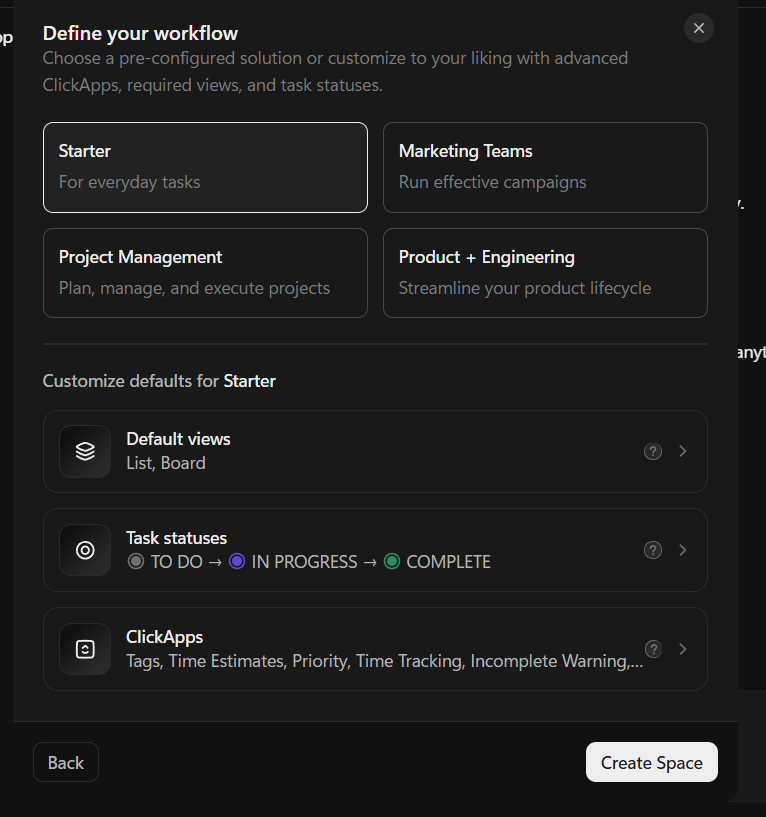 Define your workflow
Choose a pre-configured solution or customize to your liking with advanced
ClickApps, required views, and task statuses.
Starter
For everyday tasks
Marketing Teams
Run effective campaigns
Project Management
Plan, manage, and execute projects
Product + Engineering
Streamline your product lifecycle
Customize defaults for Starter
Default views
List, Board
?
Task statuses
TO DO → IN PROGRESS → COMPLETE
?
ClickApps
Tags, Time Estimates, Priority, Time Tracking, Incomplete Warning,...
?
Back
Create Space